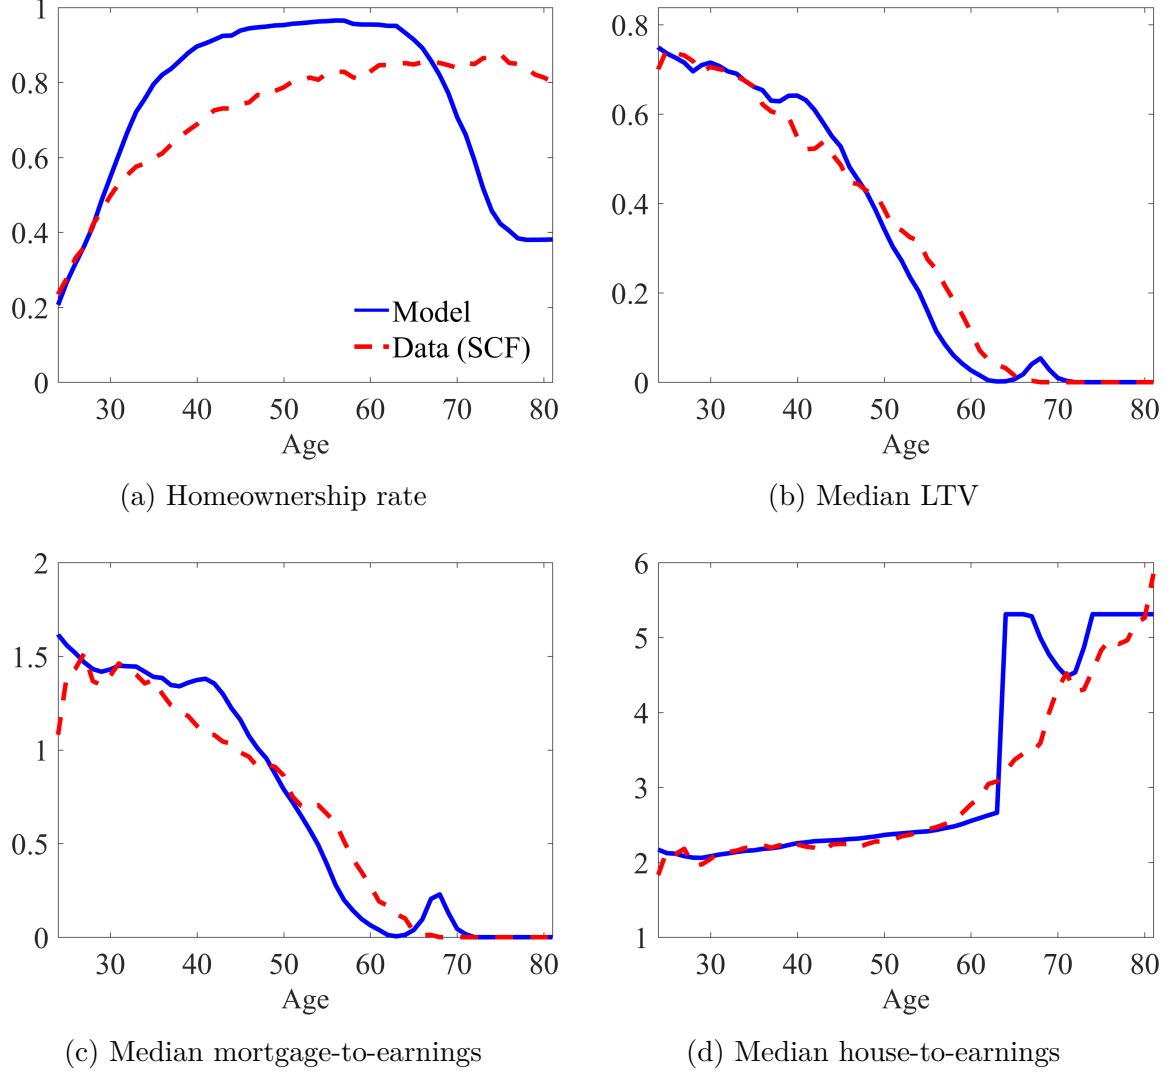 1
0.8
0.6
0.4
0.2
0
Model
Data (SCF)
30 40 50 60 70 80
Age
(a) Homeownership rate
0.8
0.6
0.4
0.2
0
30 40 50 60 70 80
Age
(b) Median LTV
2
1.5
1
0.5
0
30 40 50 60 70 80
Age
(c) Median mortgage-to-earnings
6
5
4
3
2
1
30 40 50 60 70 80
Age
(d) Median house-to-earnings